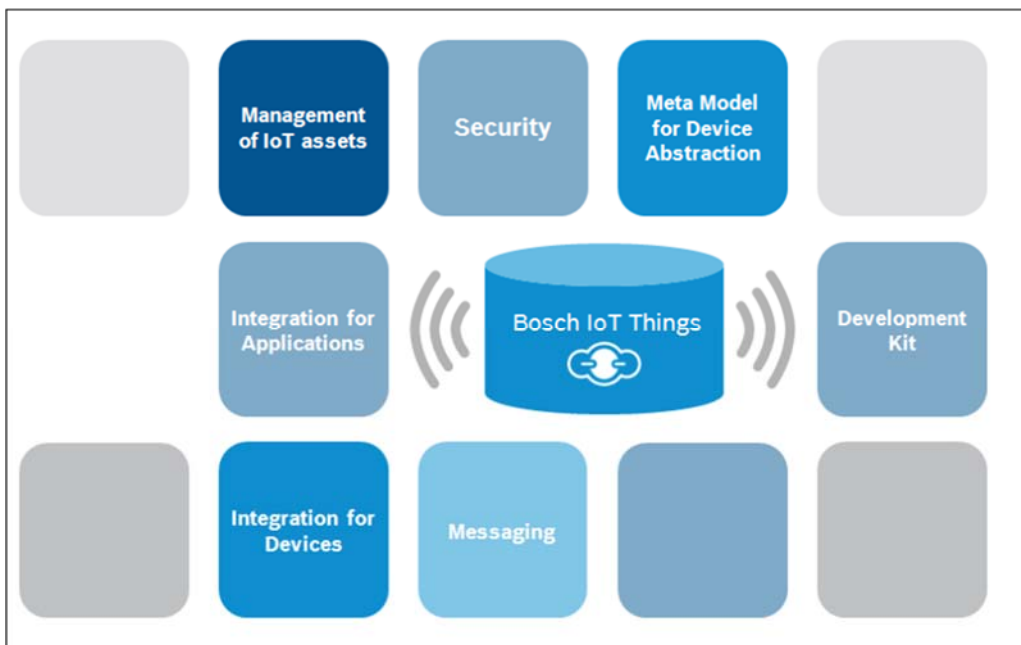 Management
of IoT assets
Security
Meta Model
for Device
Abstraction
Integration for
Applications
Bosch IoT Things
Development
Kit
Integration for
Devices
Messaging